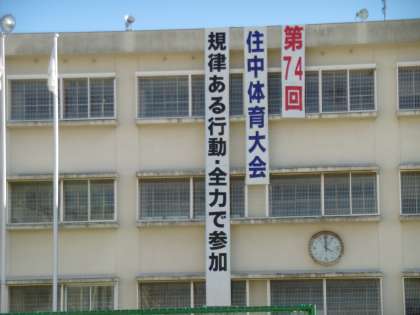 第74回
住中体育大会
規律ある行動・全力で参加